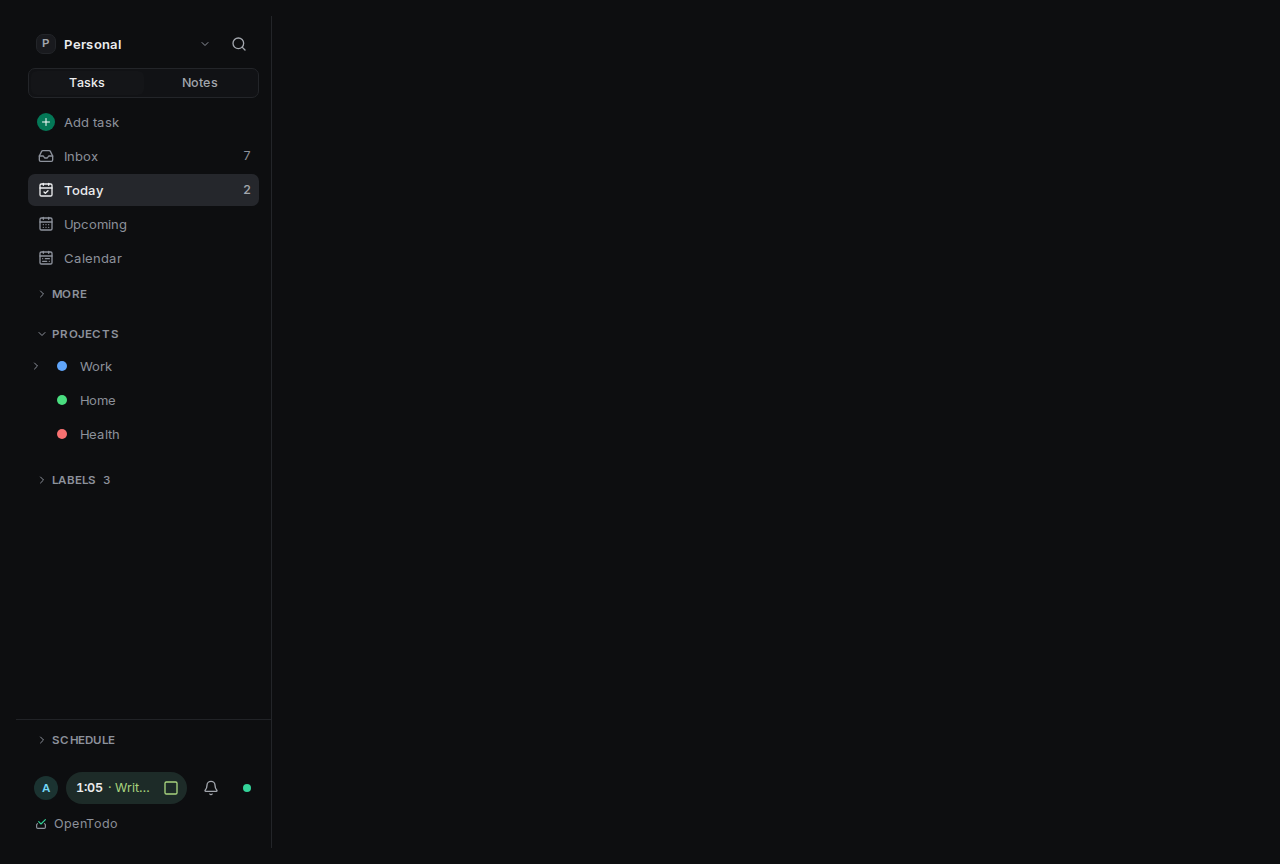 P Personal
Tasks Notes
Add task
Inbox 7
Today 2
Upcoming
Calendar
MORE
PROJECTS
Work
Home
Health
LABELS 3
SCHEDULE
A 1:05 · Writ...
OpenTodo